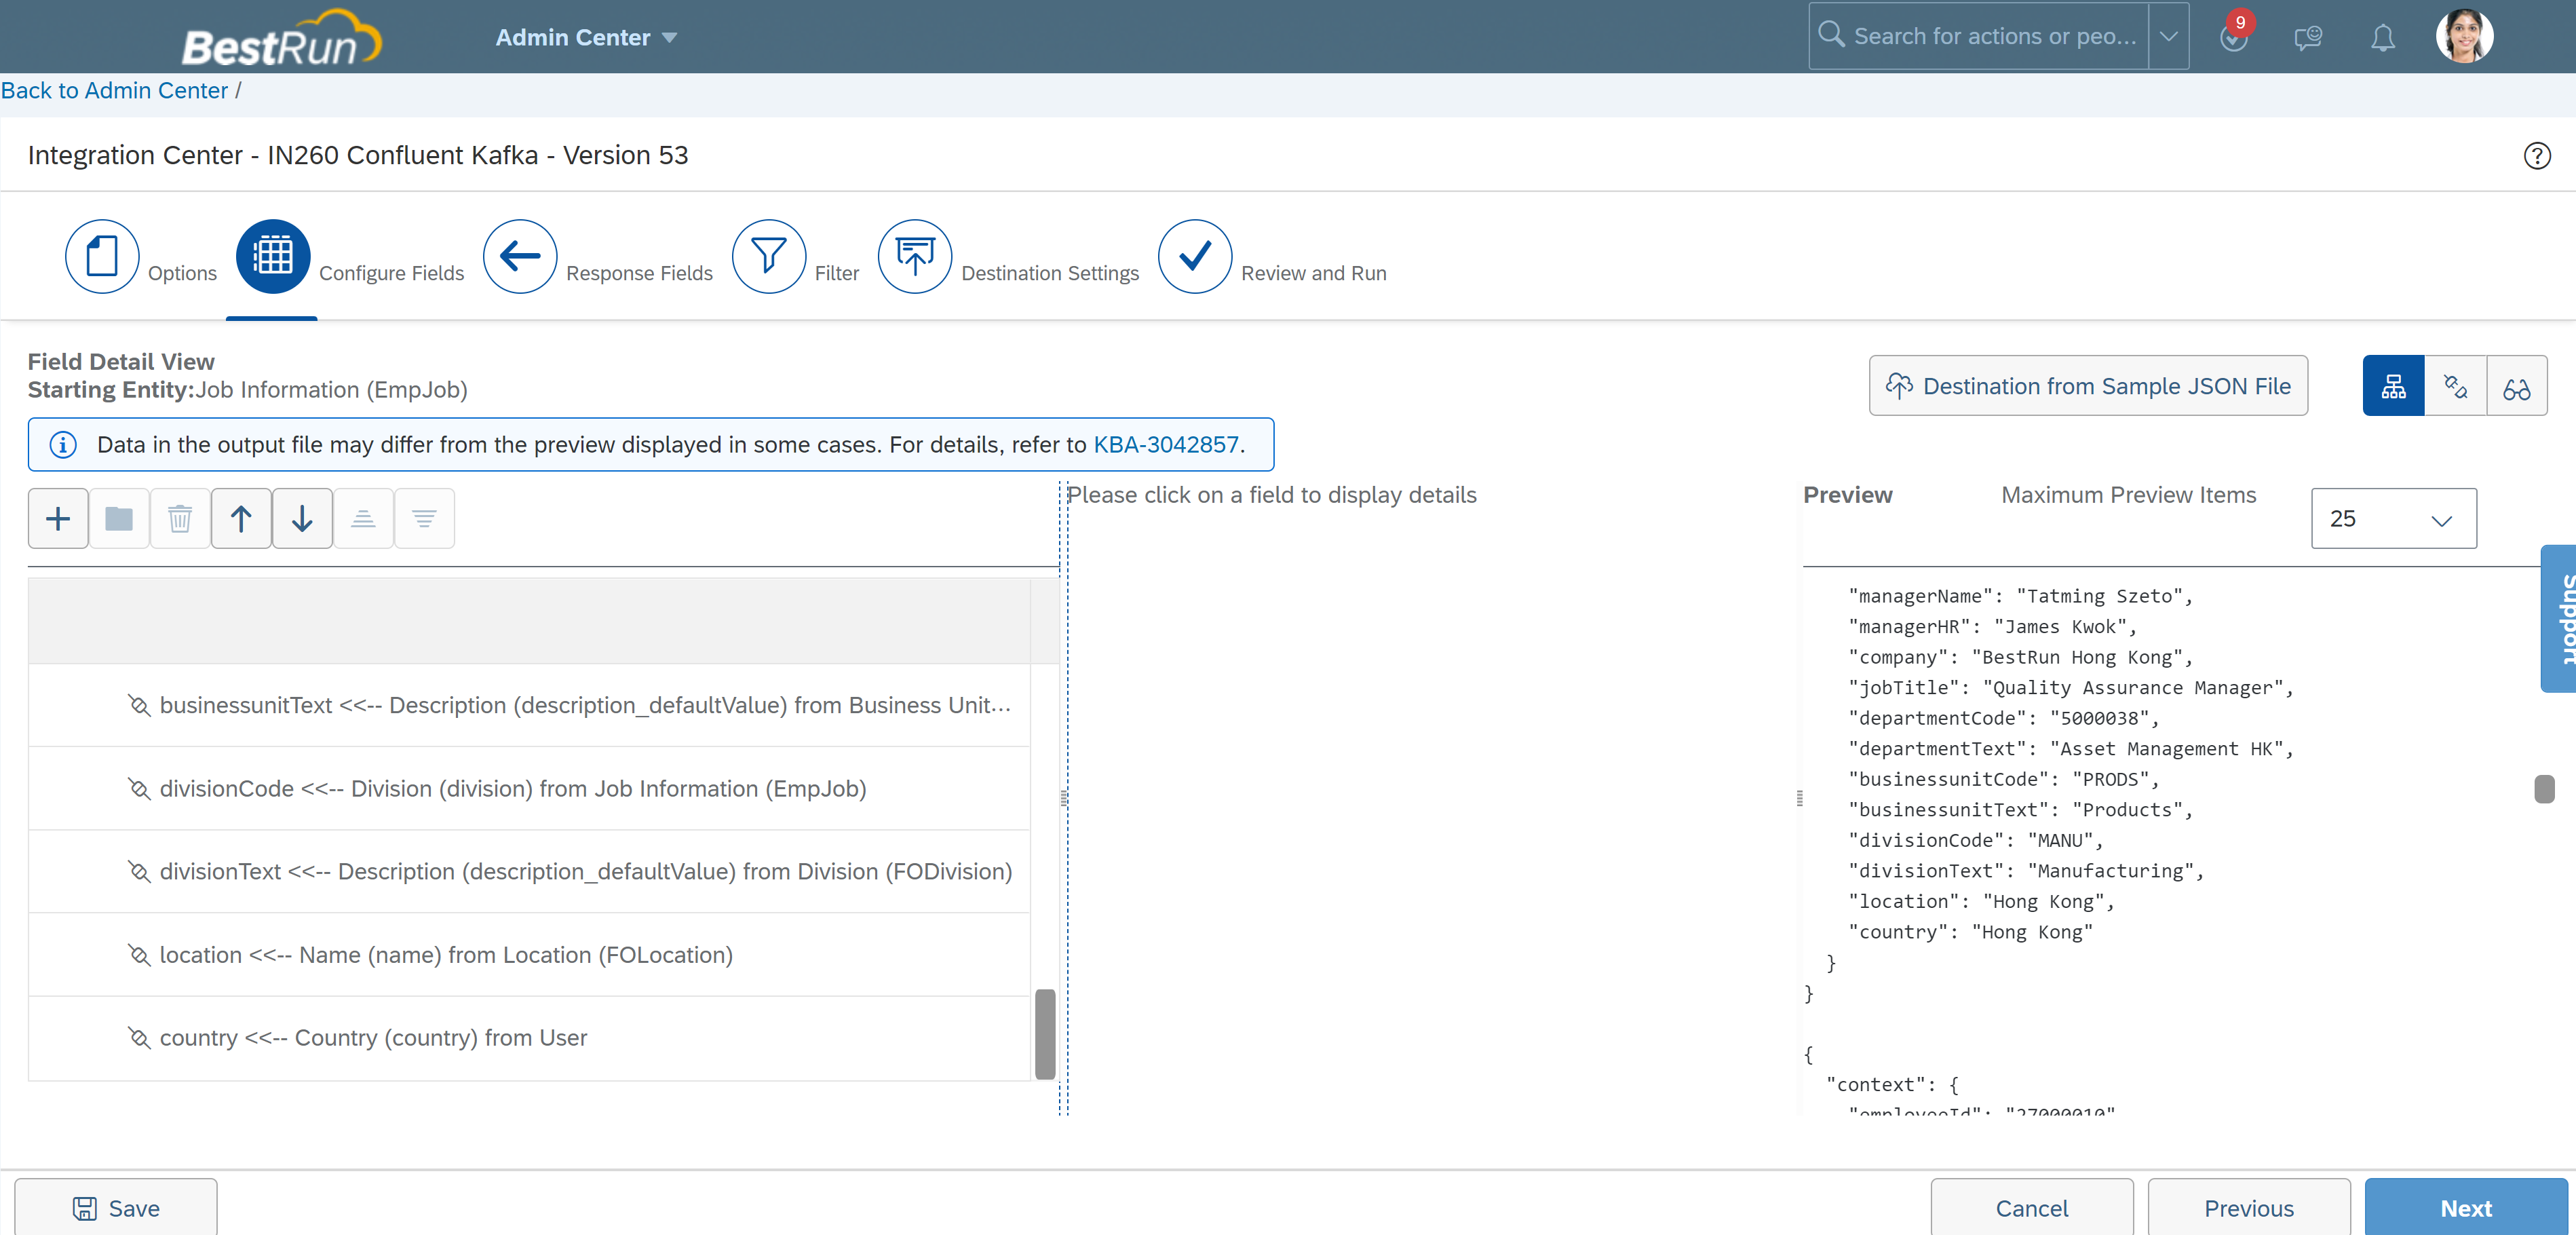 BestRun
Admin Center
Search for actions or peo...
9
Back to Admin Center /
Integration Center - IN260 Confluent Kafka - Version 53
Options
Configure Fields
Response Fields
Filter
Destination Settings
Review and Run
Field Detail View
Starting Entity:Job Information (EmpJob)
Destination from Sample JSON File
Data in the output file may differ from the preview displayed in some cases. For details, refer to KBA-3042857.
businessunitText <<-- Description (description_defaultValue) from Business Unit...
divisionCode <<-- Division (division) from Job Information (EmpJob)
divisionText <<-- Description (description_defaultValue) from Division (FODivision)
location <<-- Name (name) from Location (FOLocation)
country <<-- Country (country) from User
Please click on a field to display details
Preview
Maximum Preview Items
25
"managerName": "Tatming Szeto",
"managerHR": "James Kwok",
"company": "BestRun Hong Kong",
"jobTitle": "Quality Assurance Manager",
"departmentCode": "5000038",
"departmentText": "Asset Management HK",
"businessunitCode": "PRODS",
"businessunitText": "Products",
"divisionCode": "MANU",
"divisionText": "Manufacturing",
"location": "Hong Kong",
"country": "Hong Kong"
}
}
{
"context": {
"employeeId": "27000010"
Support
Save
Cancel
Previous
Next